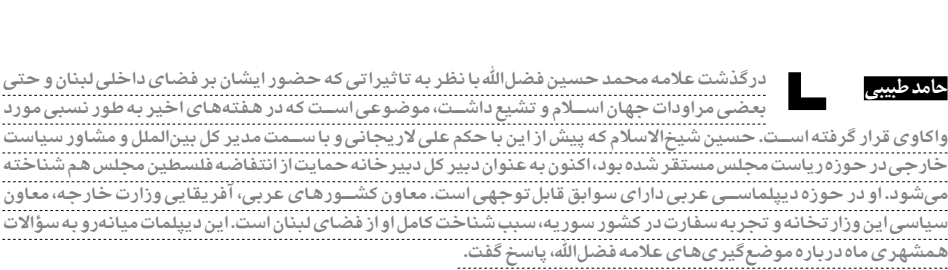 حامد طبیبی
درگذشت علامه محمد حسین فضل‌الله با نظر به تاثیراتی که حضور ایشان بر فضای داخلی لبنان و حتی
بعضی مراودات جهان اسلام و تشیع داشت، موضوعی است که در هفته‌های اخیر به طور نسبی مورد
واکاوی قرار گرفته است. حسین شیخ‌الاسلام که پیش از این با حکم علی لاریجانی و با سمت مدیر کل بین‌الملل و مشاور سیاست
خارجی در حوزه ریاست مجلس مستقر شده بود، اکنون به عنوان دبیر کل دبیرخانه حمایت از انتفاضه فلسطین مجلس هم شناخته
می‌شود. او در حوزه دیپلماسی عربی دارای سوابق قابل توجهی است. معاون کشورهای عربی، آفریقایی وزارت خارجه، معاون
سیاسی این وزارتخانه و تجربه سفارت در کشور سوریه، سبب شناخت کامل او از فضای لبنان است. این دیپلمات میانه‌رو به سؤالات
همشهری ماه درباره موضع‌گیری‌های علامه فضل‌الله، پاسخ گفت.